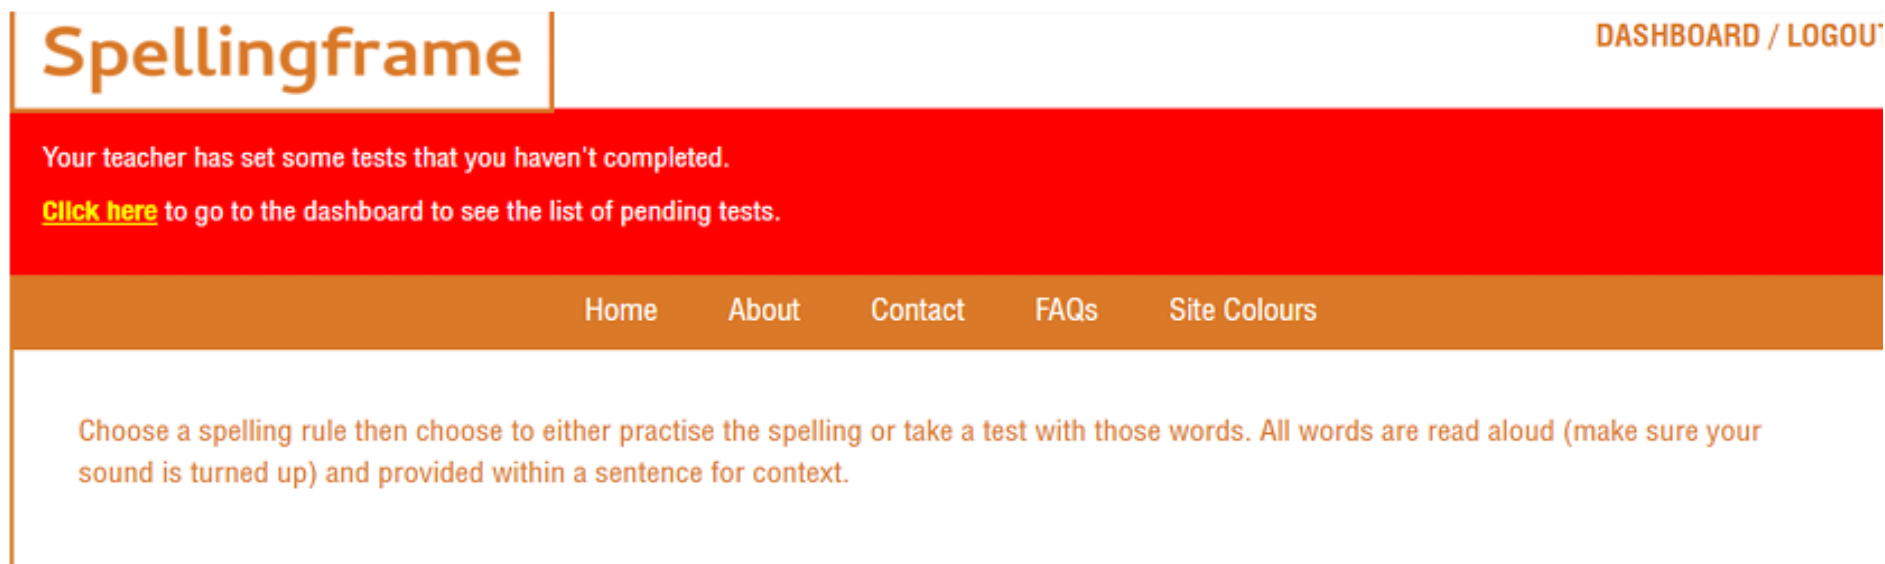 Spellingframe
DASHBOARD / LOGOUT
Your teacher has set some tests that you haven't completed.
Click here to go to the dashboard to see the list of pending tests.
Home About Contact FAQs Site Colours
Choose a spelling rule then choose to either practise the spelling or take a test with those words. All words are read aloud (make sure your
sound is turned up) and provided within a sentence for context.